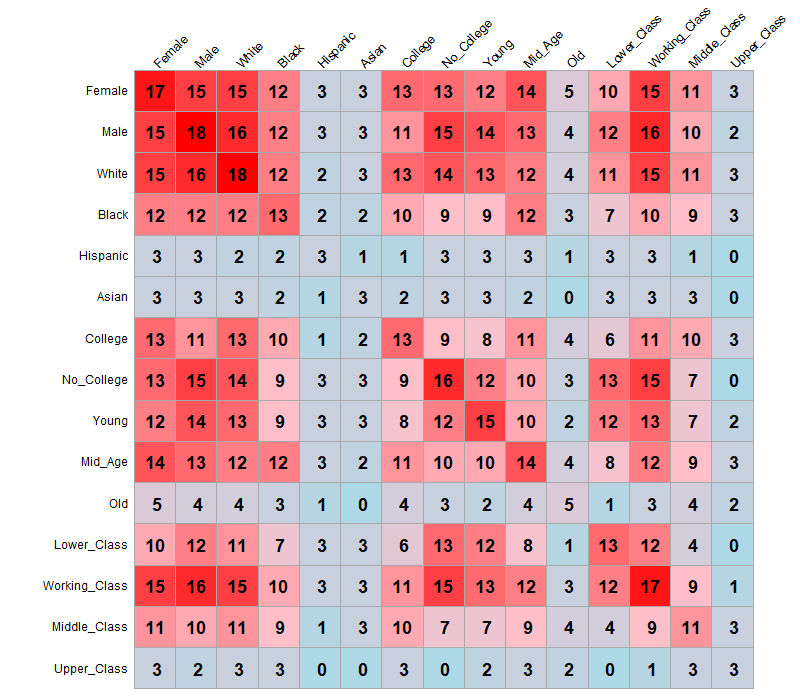 Female Male White Black Hispanic Asian College No_College Young Mid_Age Old Lower_Class Working_Class Middle_Class Upper_Class
Female 17 15 15 12 3 3 13 13 12 14 5 10 15 11 3
Male 15 18 16 12 3 3 11 15 14 13 4 12 16 10 2
White 15 16 18 12 2 3 13 14 13 12 4 11 15 11 3
Black 12 12 12 13 2 2 10 9 9 12 3 7 10 9 3
Hispanic 3 3 2 2 3 1 1 3 3 3 1 3 3 1 0
Asian 3 3 3 2 1 3 2 3 3 2 0 3 3 3 0
College 13 11 13 10 1 2 13 9 8 11 4 6 11 10 3
No_College 13 15 14 9 3 3 9 16 12 10 3 13 15 7 0
Young 12 14 13 9 3 3 8 12 15 10 2 12 13 7 2
Mid_Age 14 13 12 12 3 2 11 10 10 14 4 8 12 9 3
Old 5 4 4 3 1 0 4 3 2 4 5 1 3 4 2
Lower_Class 10 12 11 7 3 3 6 13 12 8 1 13 12 4 0
Working_Class 15 16 15 10 3 3 11 15 13 12 3 12 17 9 1
Middle_Class 11 10 11 9 1 3 10 7 7 9 4 4 9 11 3
Upper_Class 3 2 3 3 0 0 3 0 2 3 2 0 1 3 3